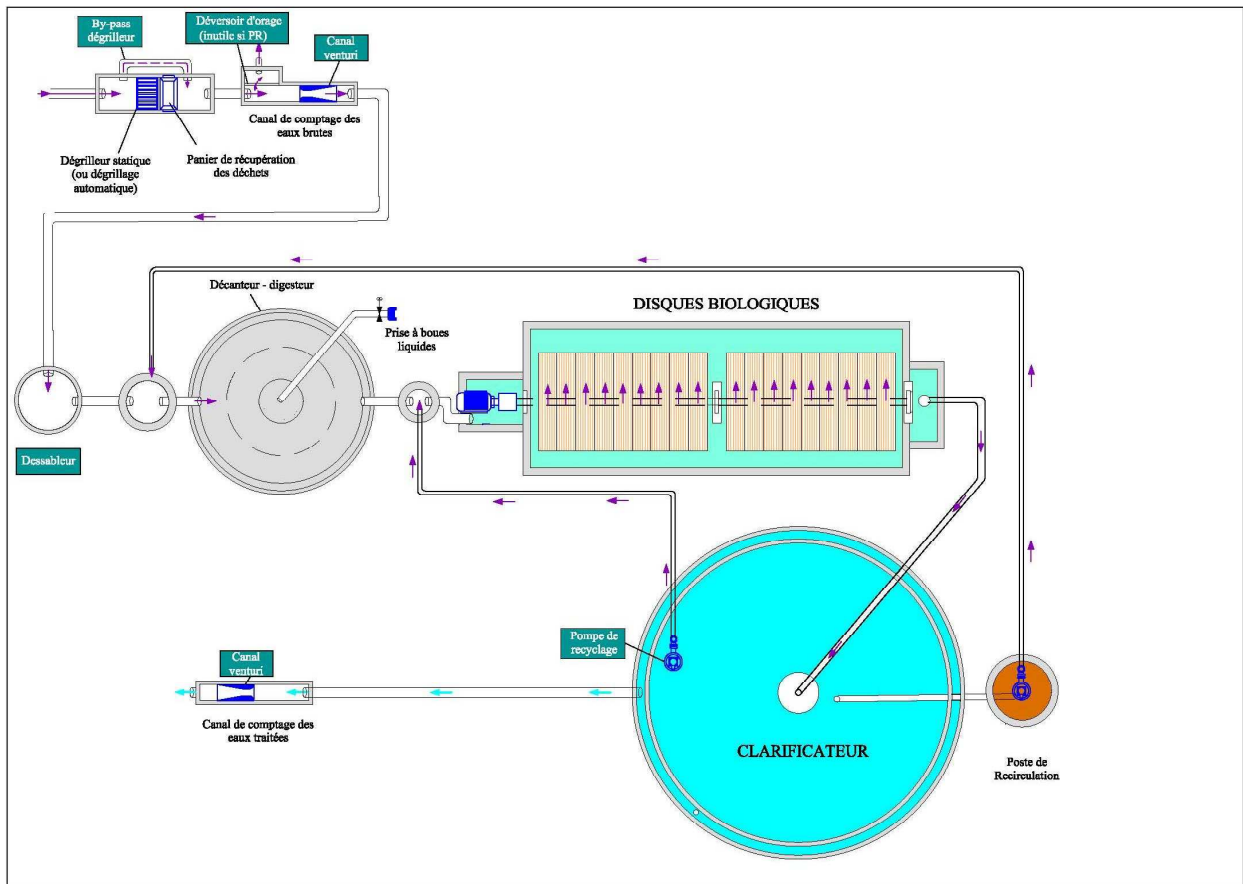 By-pass
dégrilleur
Déversoir d'orage
(inutile si PR)
Canal
venturi
Canal de comptage des
eaux brutes
Dégrilleur statique
(ou dégrillage
automatique)
Panier de récupération
des déchets
Décanteur - digesteur
Prise à boues
liquides
DISQUES BIOLOGIQUES
Dessableur
Pompe de
recyclage
Canal
venturi
Canal de comptage des
eaux traitées
CLARIFICATEUR
Poste de
Recirculation